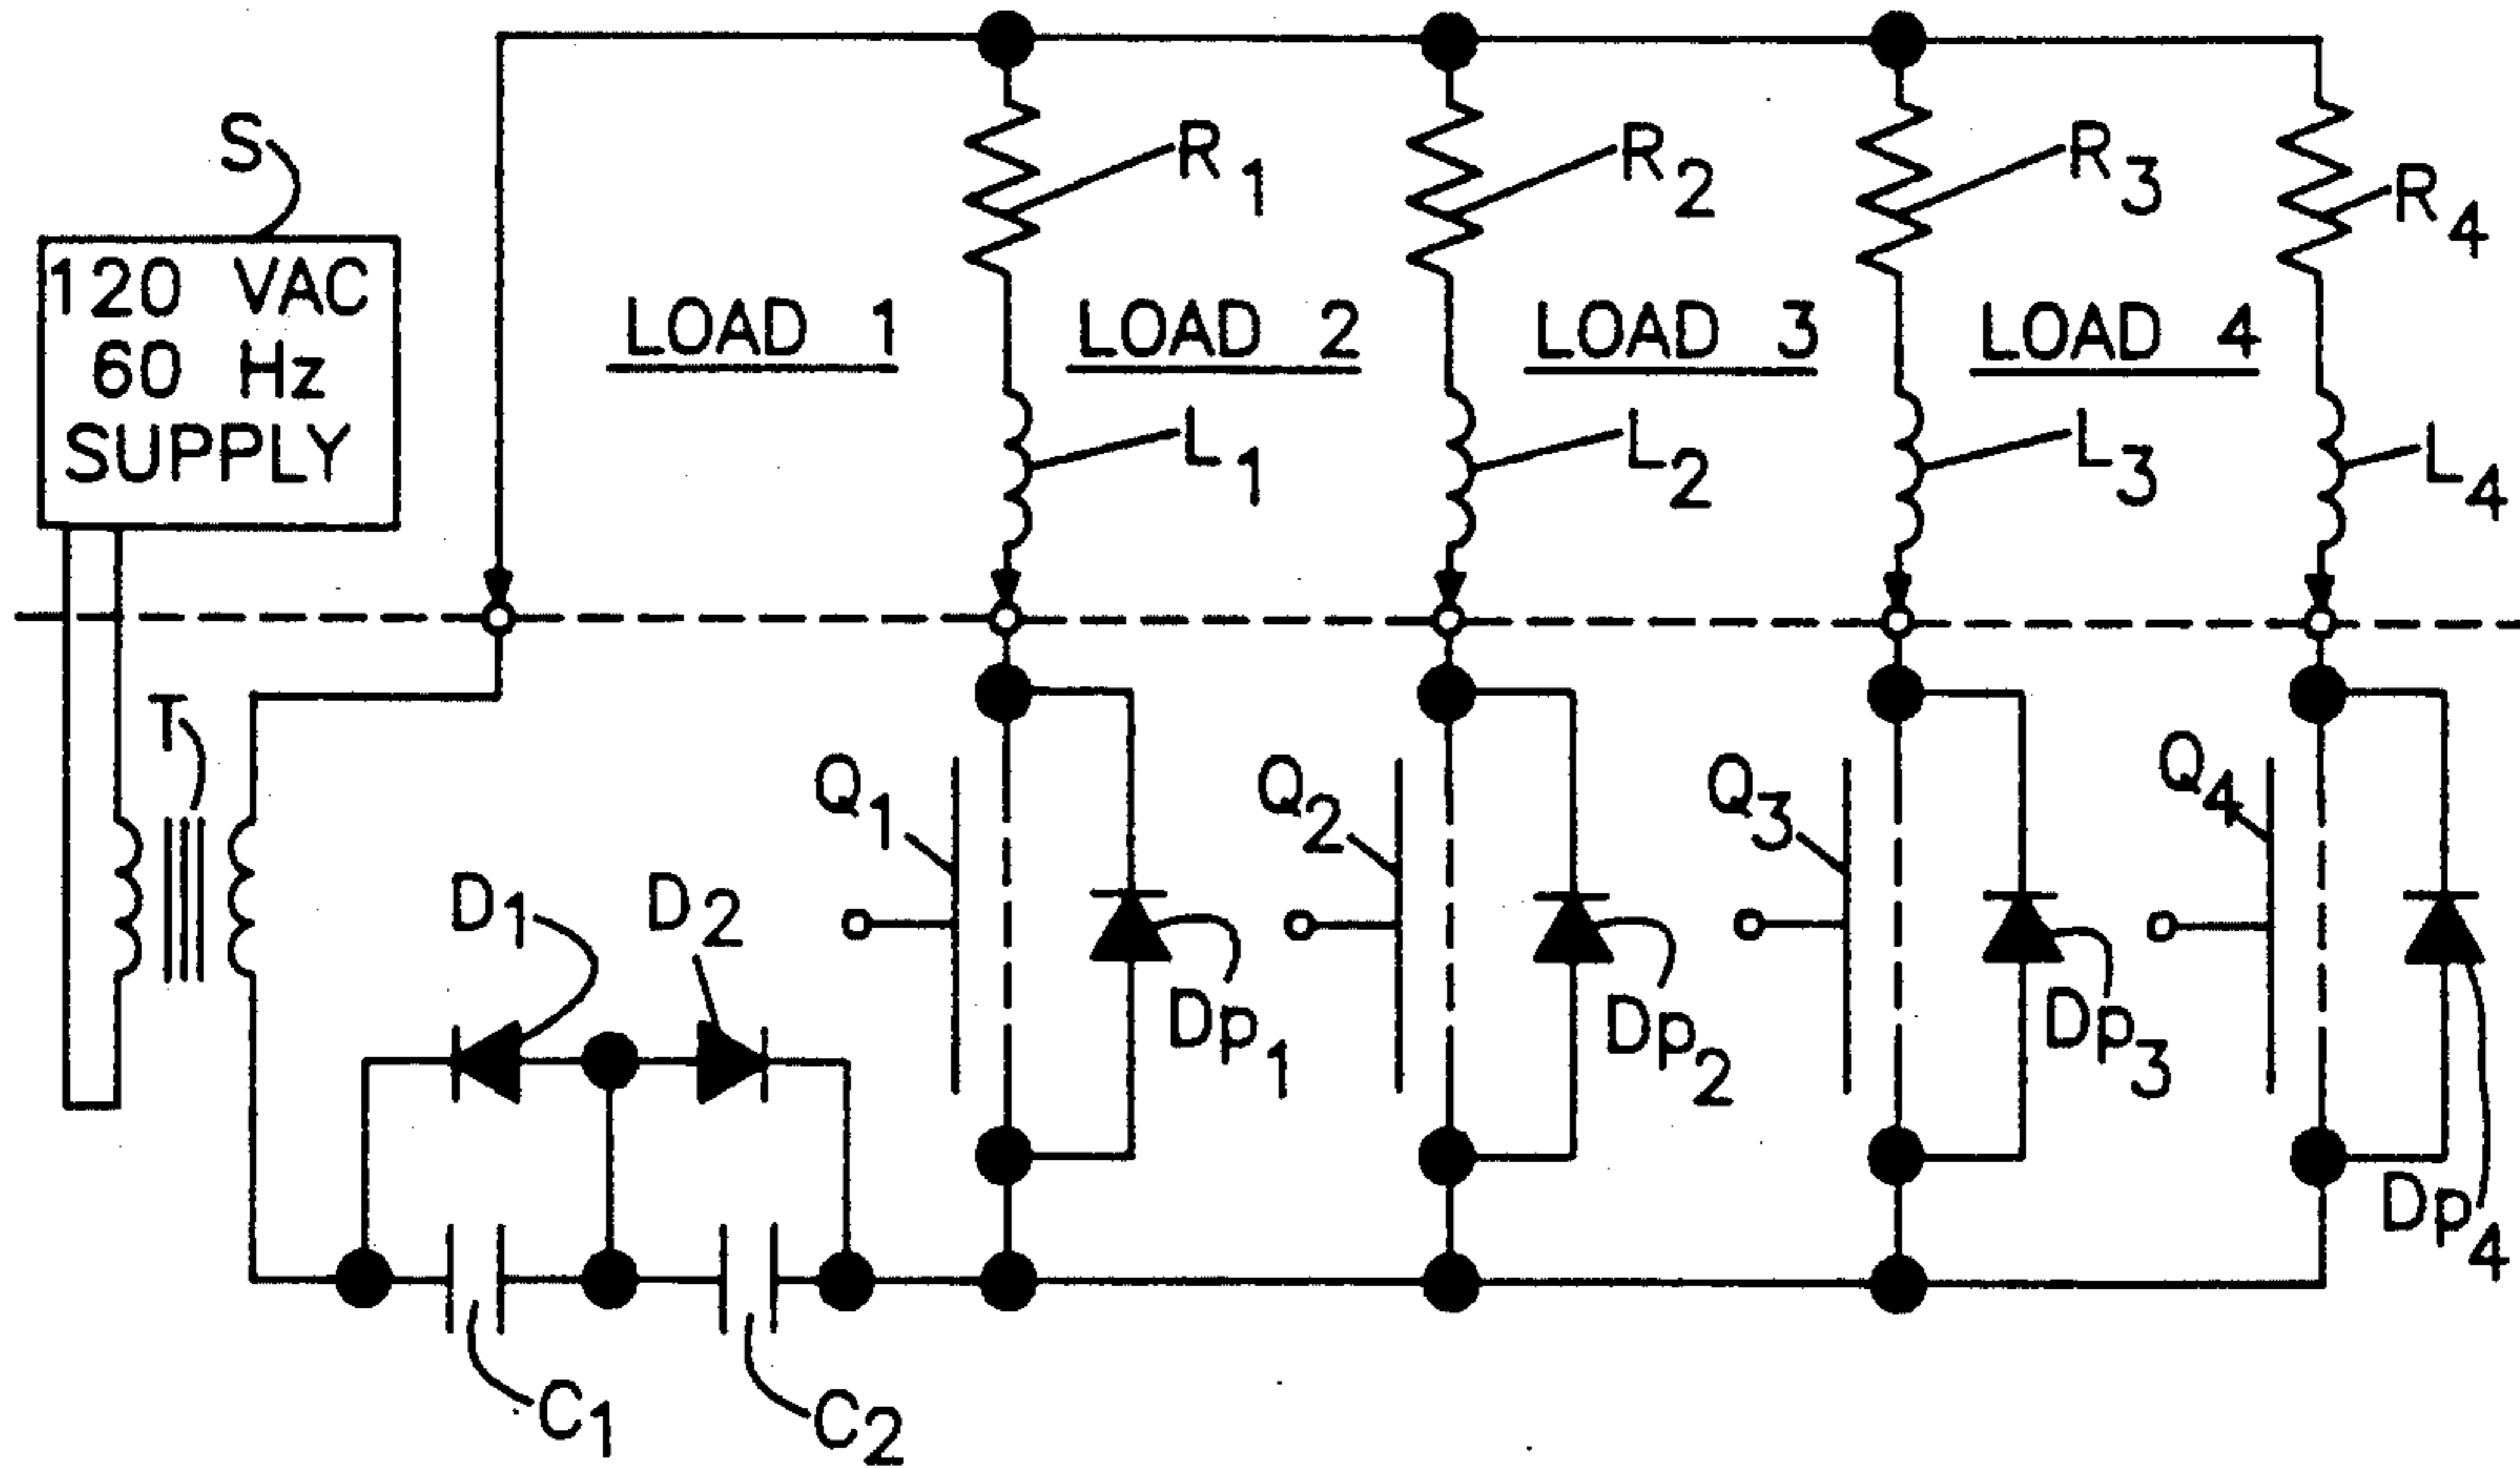 S
120 VAC
60 Hz
SUPPLY
R1
R2
R3
R4
LOAD 1
LOAD 2
LOAD 3
LOAD 4
L1
L2
L3
L4
T
Q1
Q2
Q3
Q4
D1
D2
Dp1
Dp2
Dp3
Dp4
C1
C2